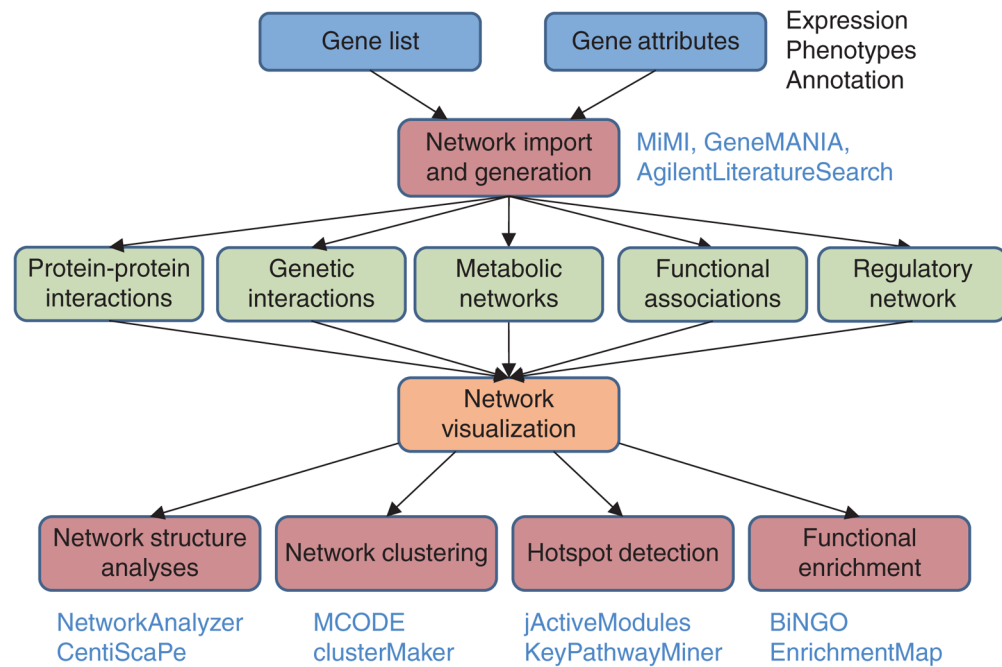 Gene list
Gene attributes
Expression
Phenotypes
Annotation
Network import
and generation
MiMI, GeneMANIA,
AgilentLiteratureSearch
Protein-protein
interactions
Genetic
interactions
Metabolic
networks
Functional
associations
Regulatory
network
Network
visualization
Network structure
analyses
Network clustering
Hotspot detection
Functional
enrichment
NetworkAnalyzer
CentiScaPe
MCODE
clusterMaker
jActiveModules
KeyPathwayMiner
BiNGO
EnrichmentMap